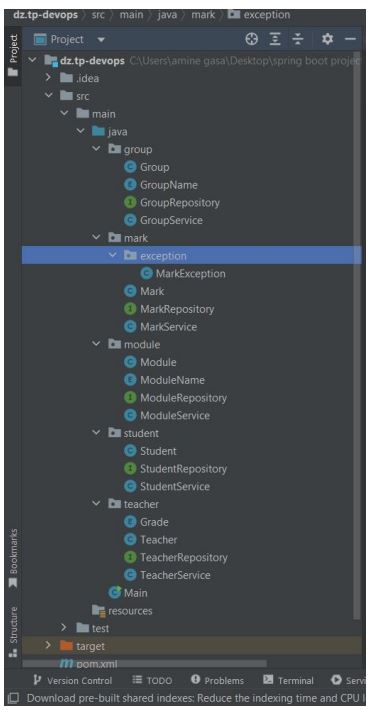 dz.tp-devops src main java mark exception
Project
Project
dz.tp-devops C:\Users\amine gasa\Desktop\spring boot projec
.idea
src
main
java
group
Group
GroupName
GroupRepository
GroupService
mark
exception
MarkException
Mark
MarkRepository
MarkService
module
Module
ModuleName
ModuleRepository
ModuleService
student
Student
StudentRepository
StudentService
teacher
Grade
Teacher
TeacherRepository
TeacherService
Main
resources
test
target
pom.xml
Bookmarks
Structure
Version Control TODO Problems Terminal Servi
Download pre-built shared indexes: Reduce the indexing time and CPU l